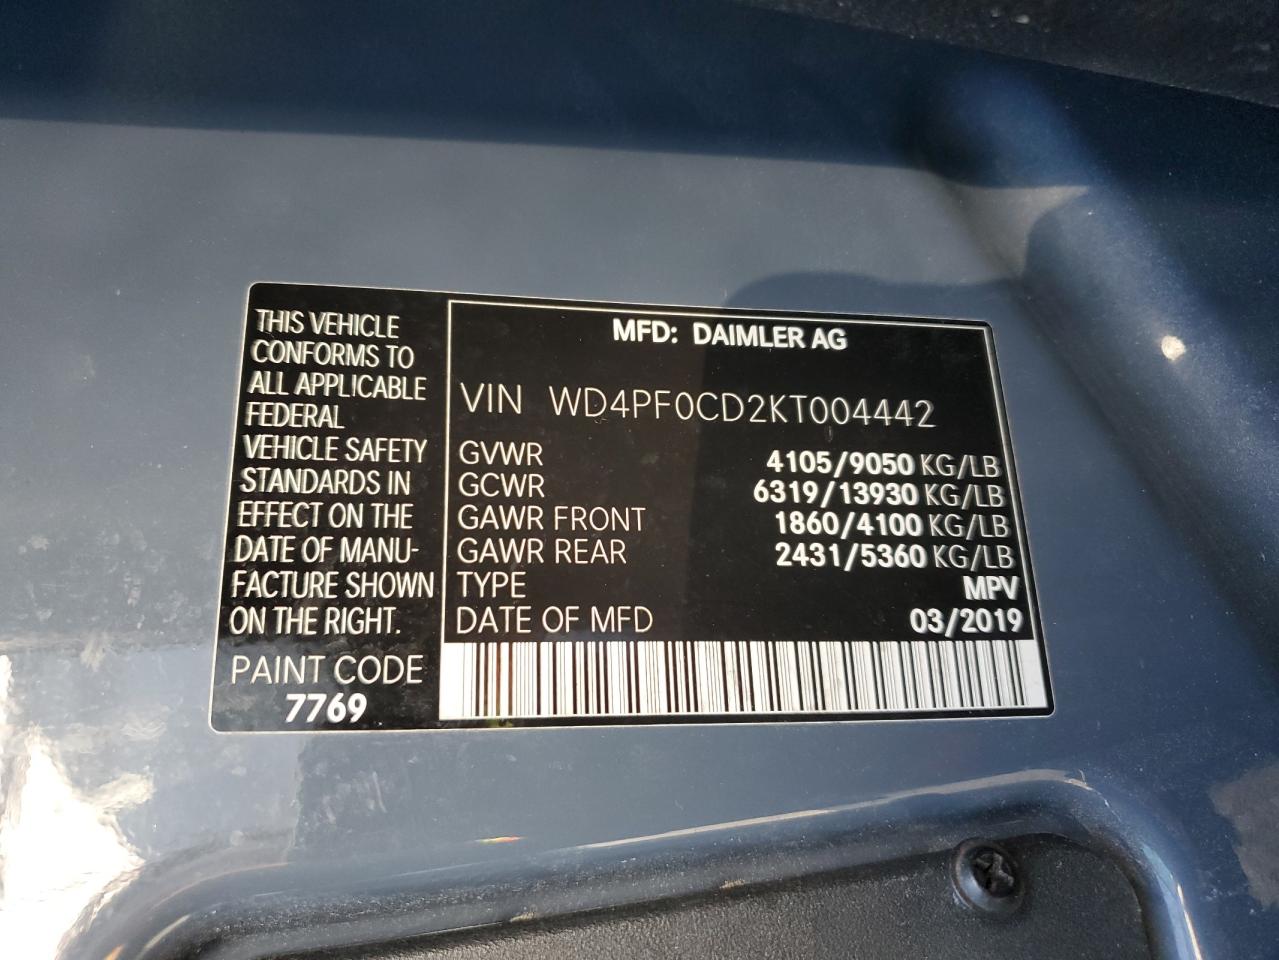 THIS VEHICLE
CONFORMS TO
ALL APPLICABLE
FEDERAL
VEHICLE SAFETY
STANDARDS IN
EFFECT ON THE
DATE OF MANU-
FACTURE SHOWN
ON THE RIGHT.
PAINT CODE
7769
MFD: DAIMLER AG
VIN WD4PF0CD2KT004442
GVWR 4105/9050 KG/LB
GCWR 6319/13930 KG/LB
GAWR FRONT 1860/4100 KG/LB
GAWR REAR 2431/5360 KG/LB
TYPE MPV
DATE OF MFD 03/2019